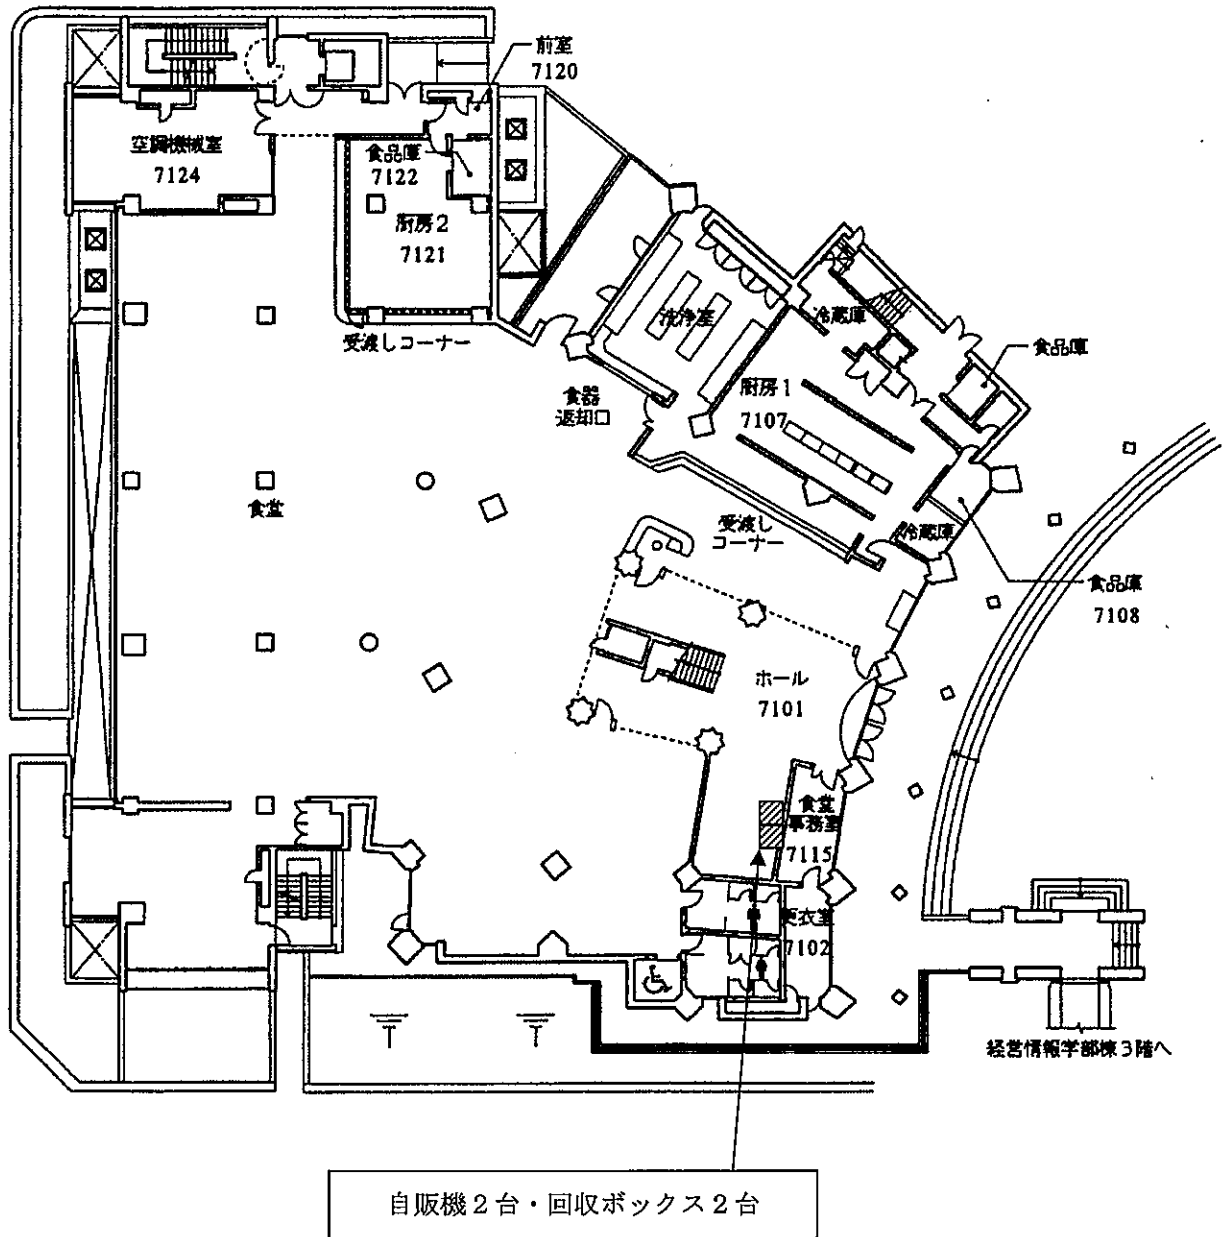 前室
7120
空調機械室
7124
食品庫
7122
厨房2
7121
受渡しコーナー
洗浄室
冷蔵庫
食品庫
食器
返却口
厨房1
7107
食堂
受渡し
コーナー
冷蔵庫
食品庫
7108
ホール
7101
食堂
事務室
7115
更衣室
7102
経営情報学部棟3階へ
自販機2台・回収ボックス2台